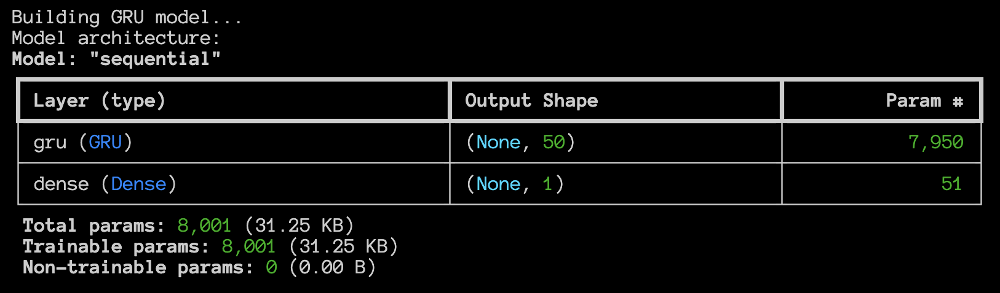 Building GRU model...
Model architecture:
Model: "sequential"
Layer (type) Output Shape Param #
gru (GRU) (None, 50) 7,950
dense (Dense) (None, 1) 51
Total params: 8,001 (31.25 KB)
Trainable params: 8,001 (31.25 KB)
Non-trainable params: 0 (0.00 B)